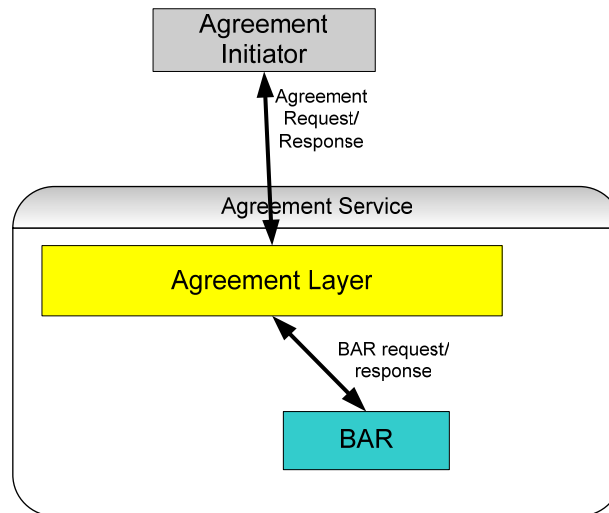 Agreement
Initiator
Agreement
Request/
Response
Agreement Service
Agreement Layer
BAR request/
response
BAR